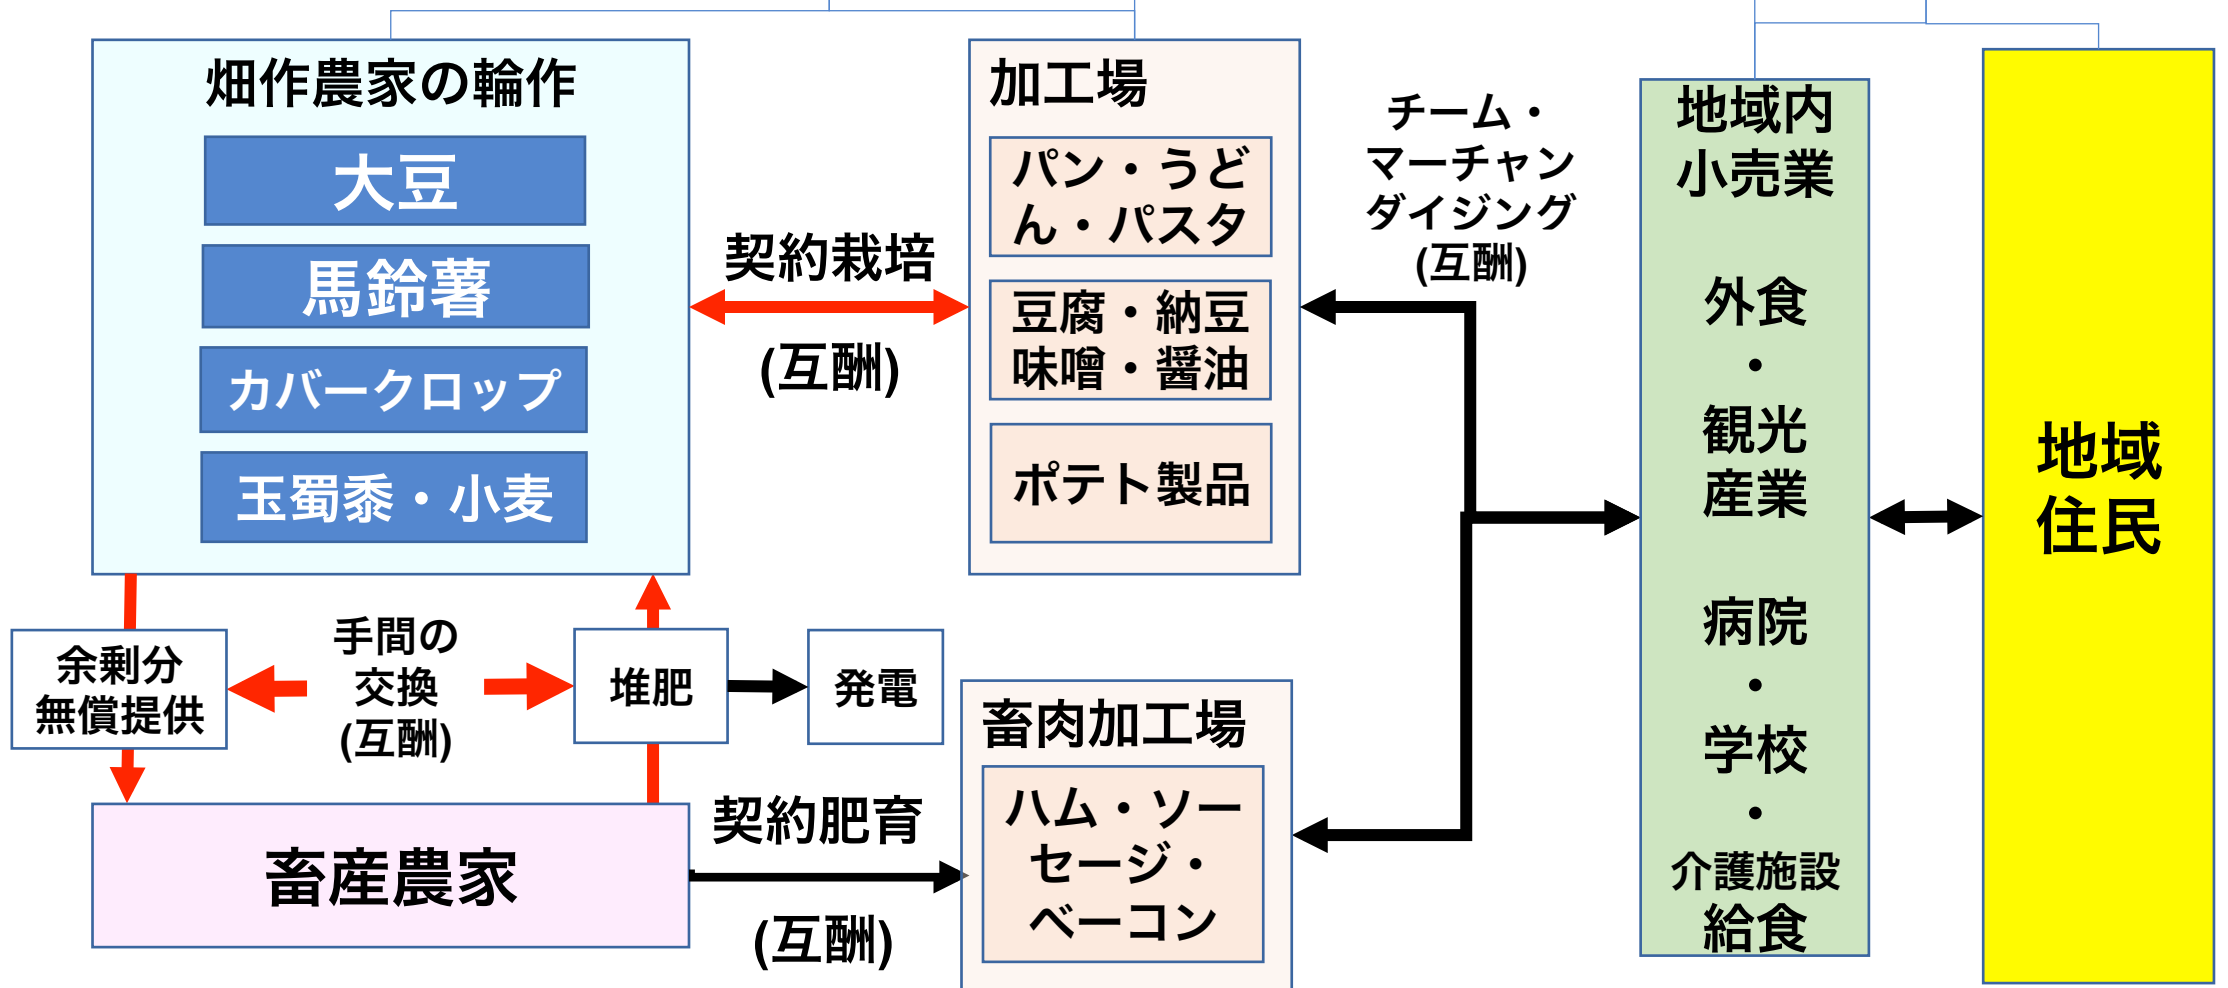 畑作農家の輪作
大豆
馬鈴薯
カバークロップ
玉蜀黍・小麦
契約栽培
(互酬)
加工場
パン・うど
ん・パスタ
豆腐・納豆
味噌・醤油
ポテト製品
チーム・
マーチャン
ダイジング
(互酬)
地域内
小売業
外食
・
観光
産業
病院
・
学校
・
介護施設
給食
地域
住民
余剰分
無償提供
手間の
交換
(互酬)
堆肥
発電
畜産農家
契約肥育
(互酬)
畜肉加工場
ハム・ソー
セージ・
ベーコン